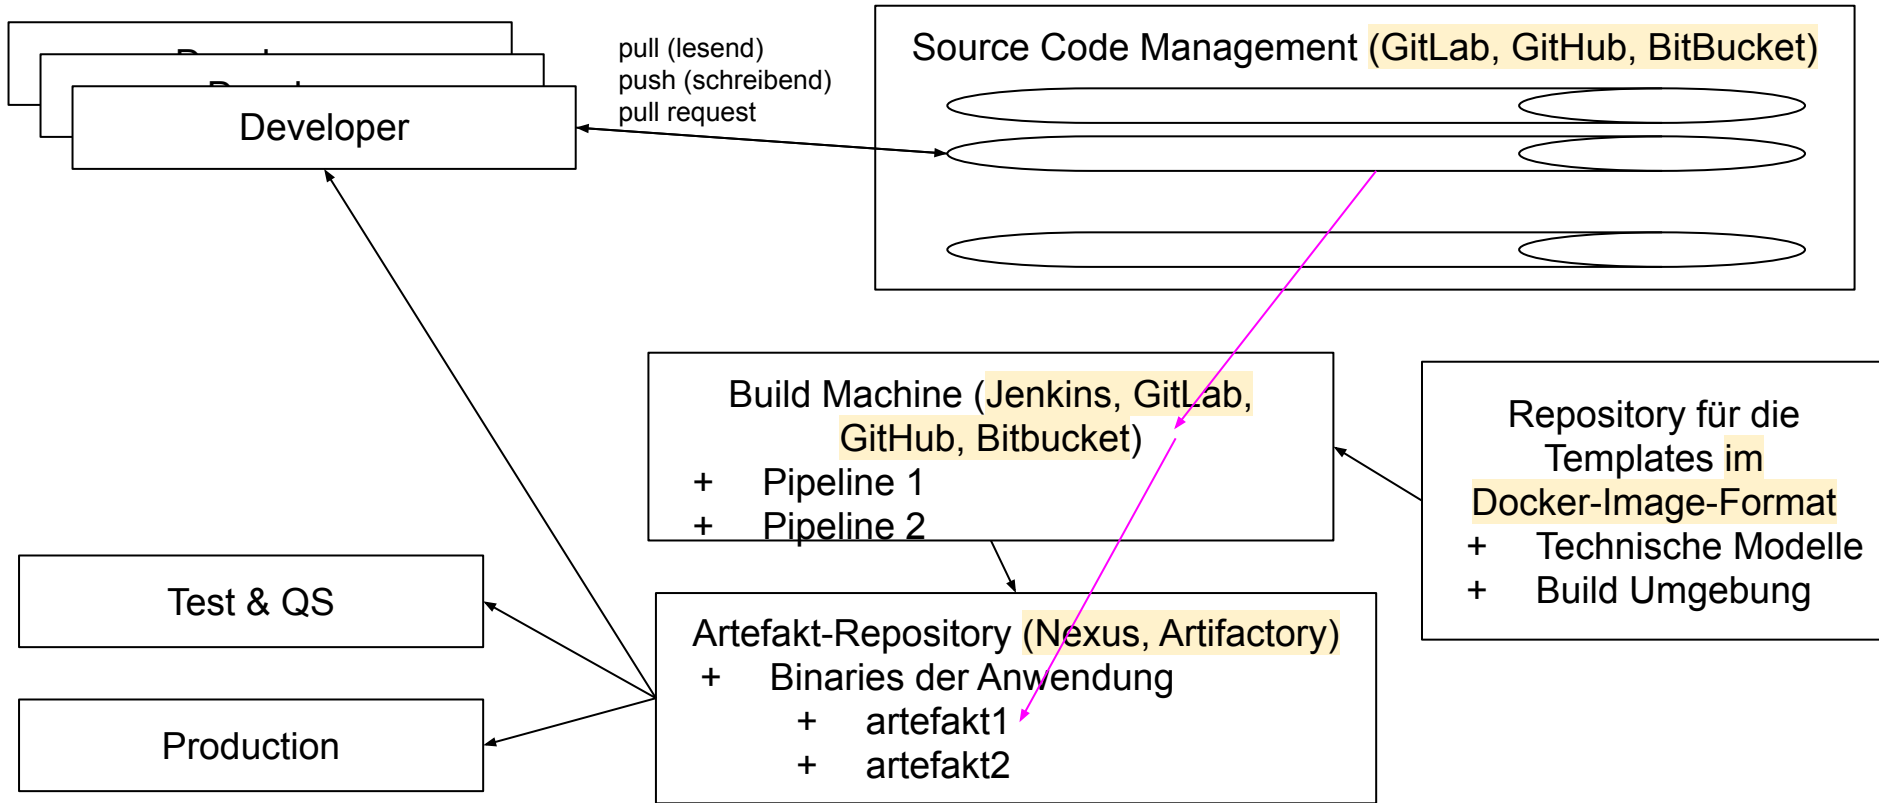 Developer
pull (lesend)
push (schreibend)
pull request
Source Code Management (GitLab, GitHub, BitBucket)
Build Machine (Jenkins, GitLab,
GitHub, Bitbucket)
+ Pipeline 1
+ Pipeline 2
Repository für die
Templates im
Docker-Image-Format
+ Technische Modelle
+ Build Umgebung
Test & QS
Production
Artefakt-Repository (Nexus, Artifactory)
+ Binaries der Anwendung
+ artefakt1
+ artefakt2